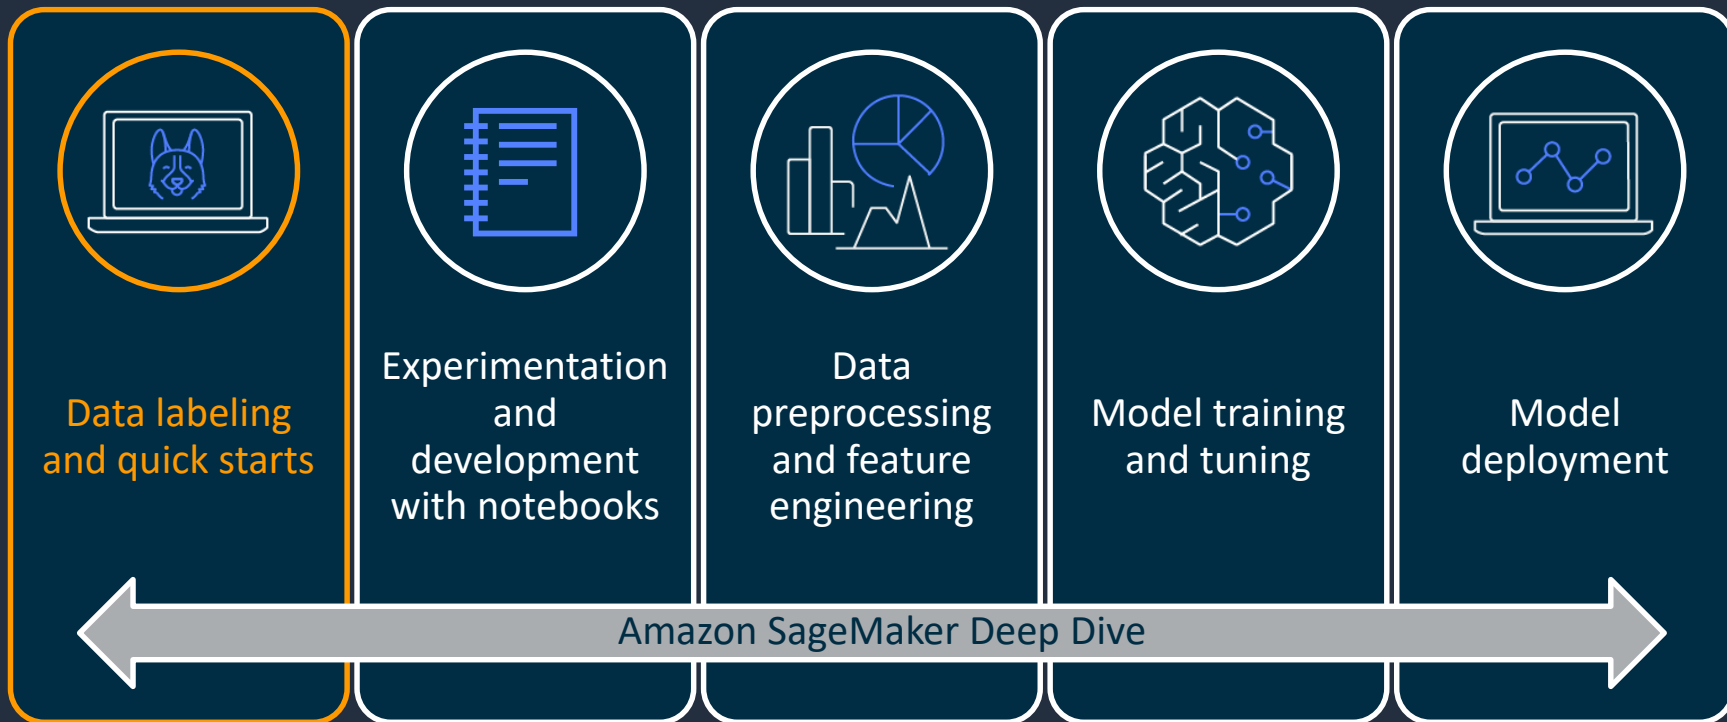 Data labeling
and quick starts
Experimentation
and
development
with notebooks
Data
preprocessing
and feature
engineering
Model training
and tuning
Model
deployment
Amazon SageMaker Deep Dive